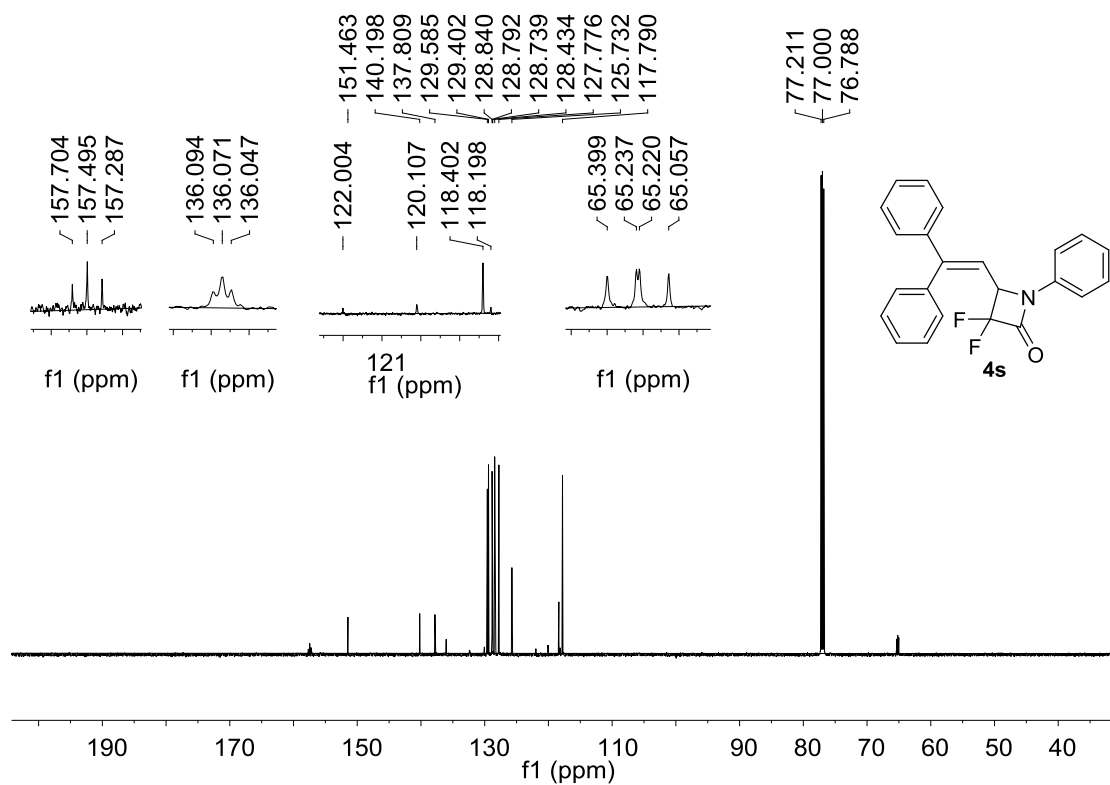 151.463
140.198
137.809
129.585
129.402
128.840
128.792
128.739
128.434
127.776
125.732
117.790
77.211
77.000
76.788
157.704
157.495
157.287
136.094
136.071
136.047
122.004
120.107
118.402
118.198
65.399
65.237
65.220
65.057
f1 (ppm)
f1 (ppm)
121
f1 (ppm)
f1 (ppm)
N
F
F
O
4s
190 170 150 130 110 90 80 70 60 50 40
f1 (ppm)